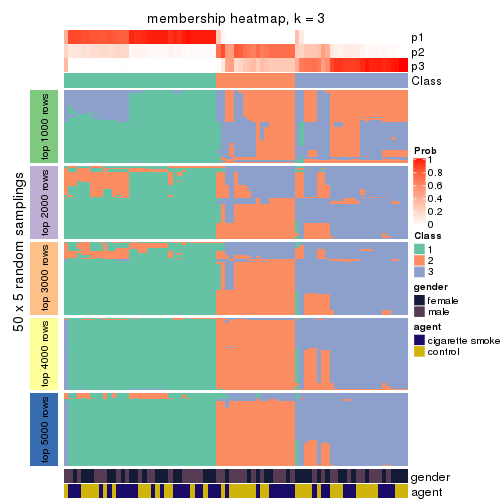 membership heatmap, k = 3
p1
p2
p3
Class
50 x 5 random samplings
top 1000 rows
top 2000 rows
top 3000 rows
top 4000 rows
top 5000 rows
Prob
1
0.8
0.6
0.4
0.2
0
Class
1
2
3
gender
female
male
agent
cigarette smoke
control
gender
agent